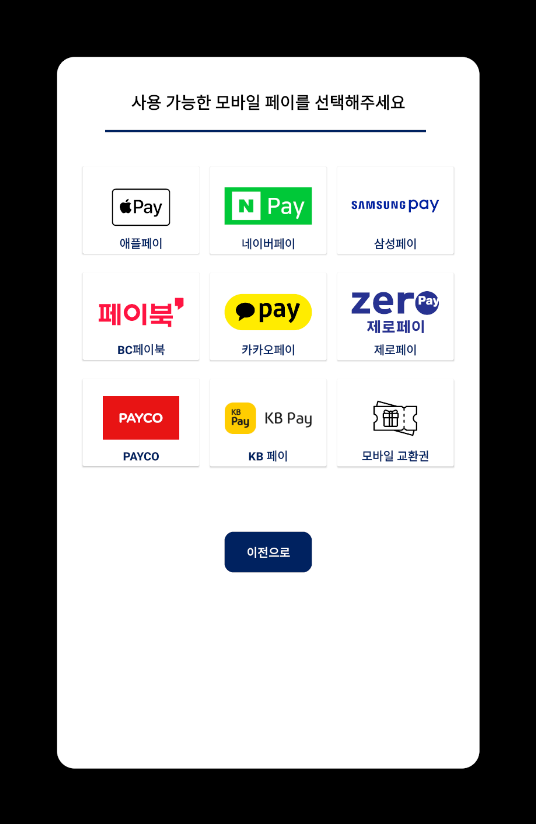 사용 가능한 모바일 페이를 선택해주세요
Pay
애플페이
N Pay
네이버페이
SAMSUNG pay
삼성페이
페이북
BC페이북
pay
카카오페이
zero Pay
제로페이
제로페이
PAYCO
PAYCO
KB Pay KB Pay
KB 페이
모바일 교환권
이전으로